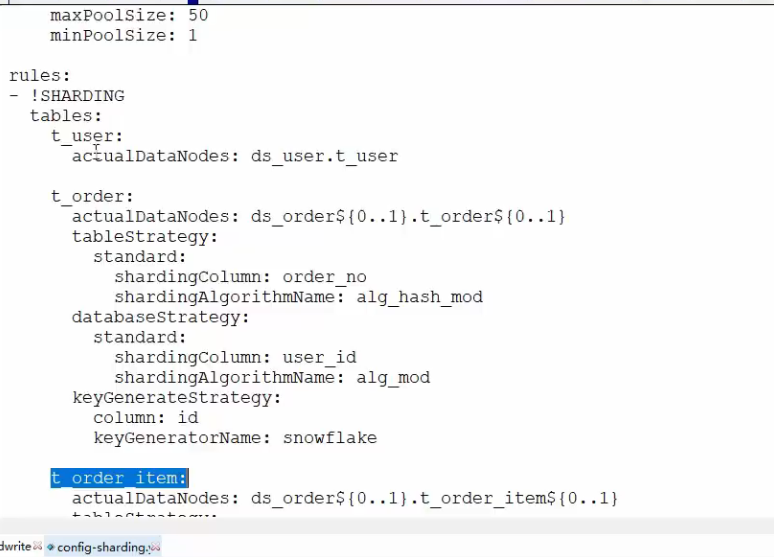 maxPoolSize: 50
minPoolSize: 1
rules:
- !SHARDING
tables:
t_user:
actualDataNodes: ds_user.t_user
t_order:
actualDataNodes: ds_order${0..1}.t_order${0..1}
tableStrategy:
standard:
shardingColumn: order_no
shardingAlgorithmName: alg_hash_mod
databaseStrategy:
standard:
shardingColumn: user_id
shardingAlgorithmName: alg_mod
keyGenerateStrategy:
column: id
keyGeneratorName: snowflake
t_order_item:
actualDataNodes: ds_order${0..1}.t_order_item${0..1}
tableStrategy:
dwrite config-sharding.y